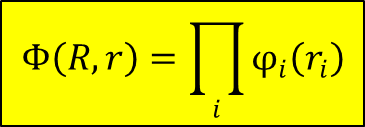 Φ(R, r) = ∏ᵢ φᵢ(rᵢ)